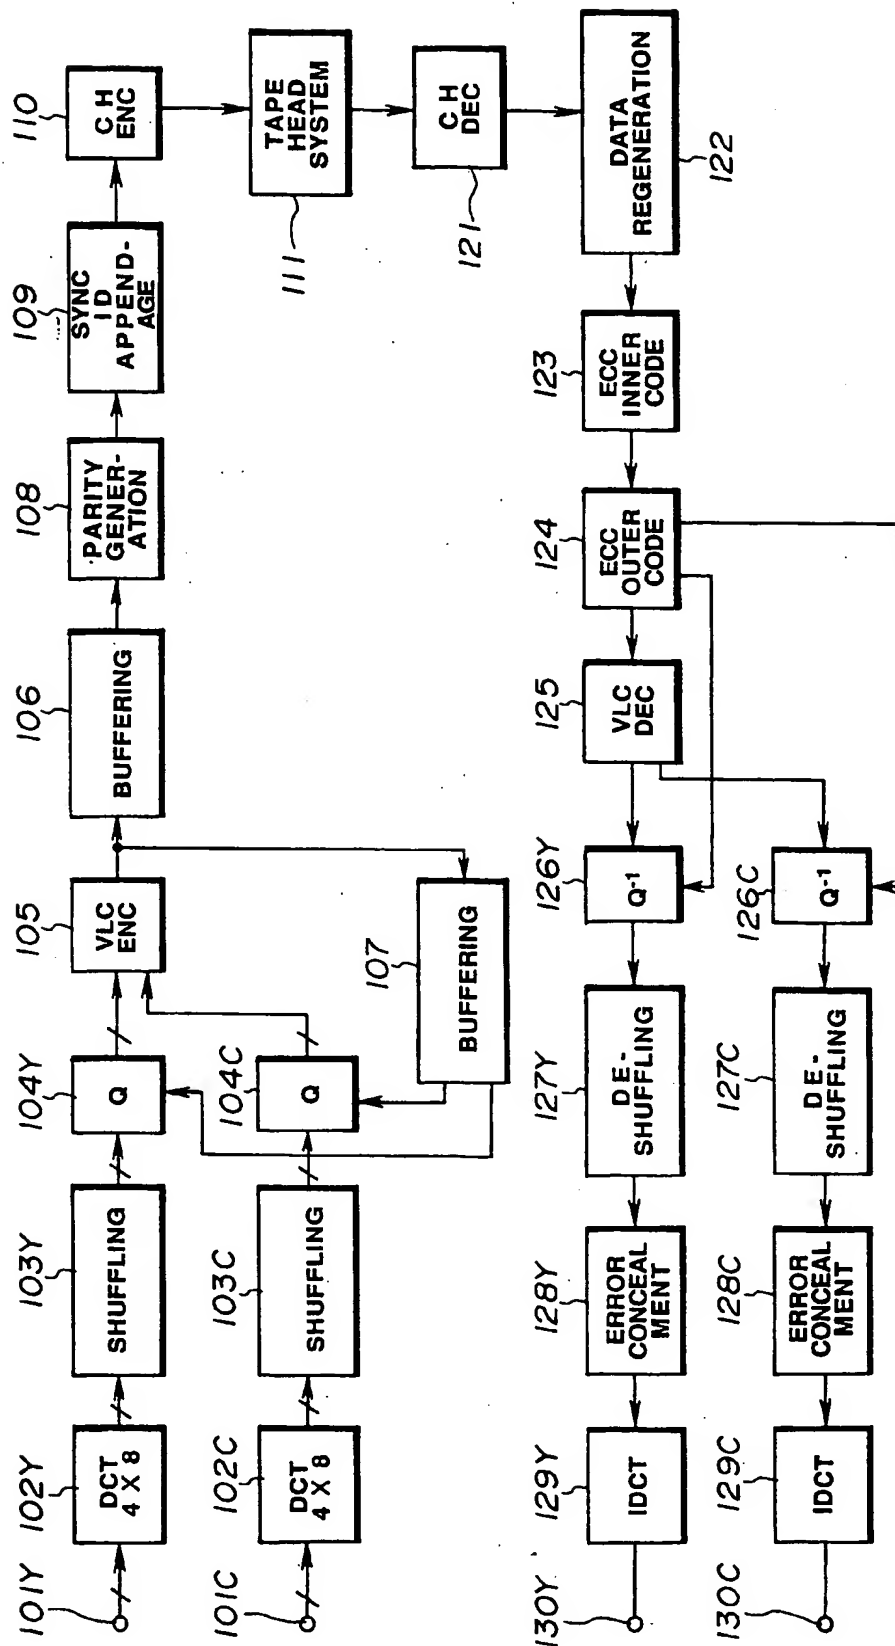 101Y
102Y
DCT
4 X 8
103Y
SHUFFLING
104Y
Q
105
VLC
ENC
106
BUFFERING
108
PARITY
GENER-
ATION
109
SYNC
ID
APPEND-
AGE
110
C H
ENC
101C
102C
DCT
4 X 8
103C
SHUFFLING
104C
Q
107
BUFFERING
111
TAPE
HEAD
SYSTEM
121
C H
DEC
122
DATA
REGENERATION
123
ECC
INNER
CODE
124
ECC
OUTER
CODE
125
VLC
DEC
126Y
Q-1
127Y
DE-
SHUFFLING
128Y
ERROR
CONCEAL
MENT
129Y
IDCT
130Y
126C
Q-1
127C
DE-
SHUFFLING
128C
ERROR
CONCEAL
MENT
129C
IDCT
130C